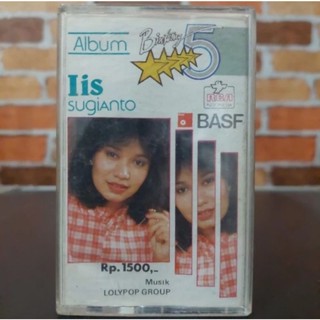 Album
Bintang 5
Iis
sugiAnto
BASF
Rp. 1500,-
Musik
LOLYPOP GROUP